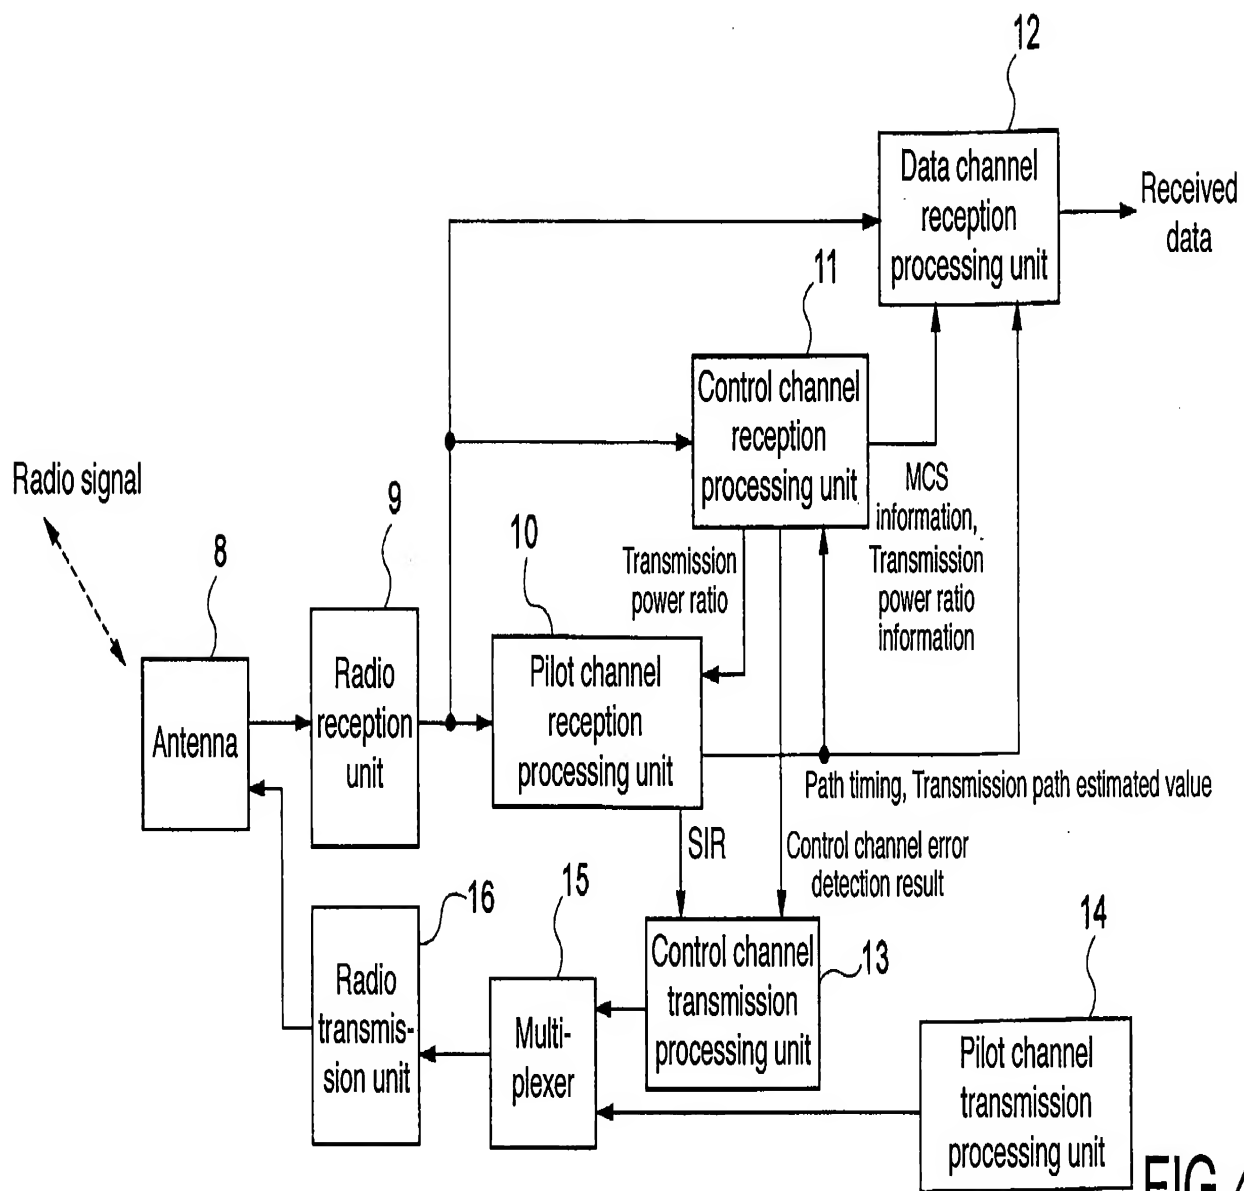 12
Data channel
reception
processing unit
Received
data
11
Control channel
reception
processing unit
MCS
information,
Transmission
power ratio
information
Radio signal
9
8
10
Transmission
power ratio
Radio
reception
unit
Pilot channel
reception
processing unit
Antenna
Path timing, Transmission path estimated value
SIR
Control channel error
detection result
16
15
14
13
Control channel
transmission
processing unit
Radio
transmis-
sion unit
Multi-
plexer
Pilot channel
transmission
processing unit
FIG.